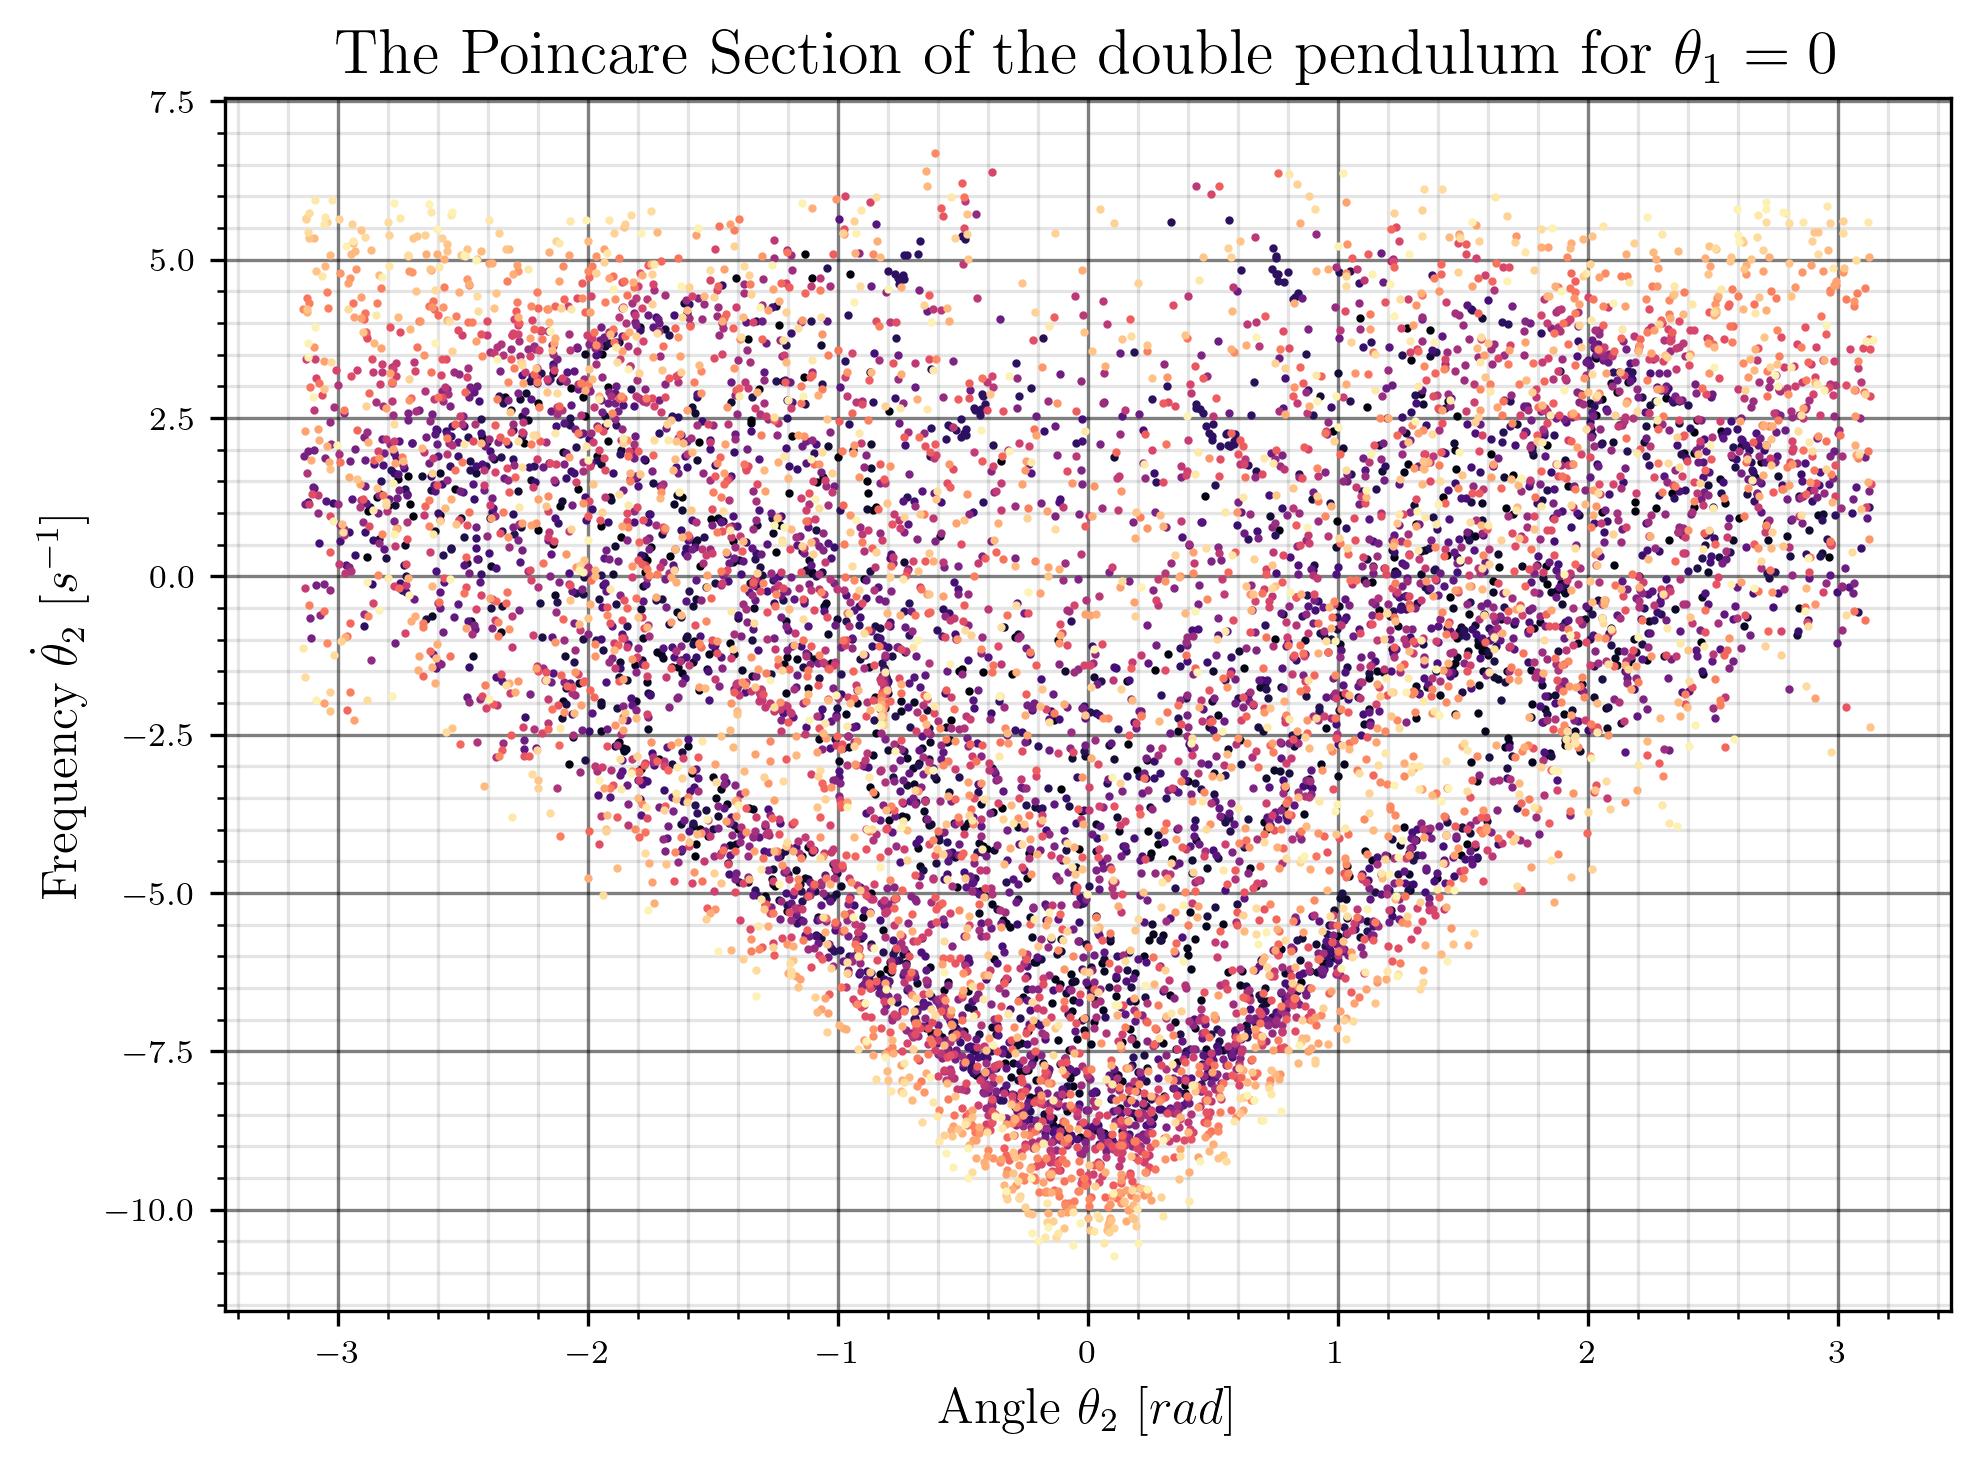 The Poincare Section of the double pendulum for θ₁ = 0
7.5
5.0
2.5
0.0
−2.5
−5.0
−7.5
−10.0
Frequency θ̇₂ [s⁻¹]
−3 −2 −1 0 1 2 3
Angle θ₂ [rad]